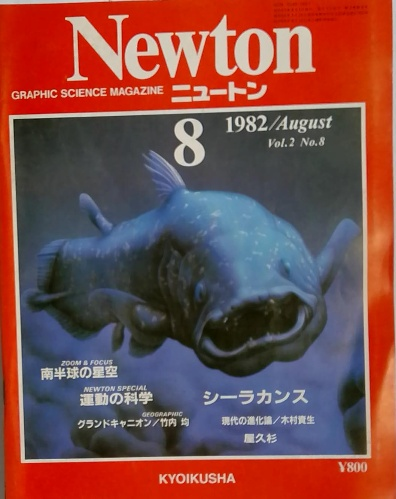 Newton
GRAPHIC SCIENCE MAGAZINE ニュートン
8 1982/August
Vol.2 No.8
ZOOM & FOCUS
南半球の星空
NEWTON SPECIAL
運動の科学
シーラカンス
GEOGRAPHIC
グランドキャニオン/竹内 均
現代の進化論/木村資生
屋久杉
¥800
KYOIKUSHA